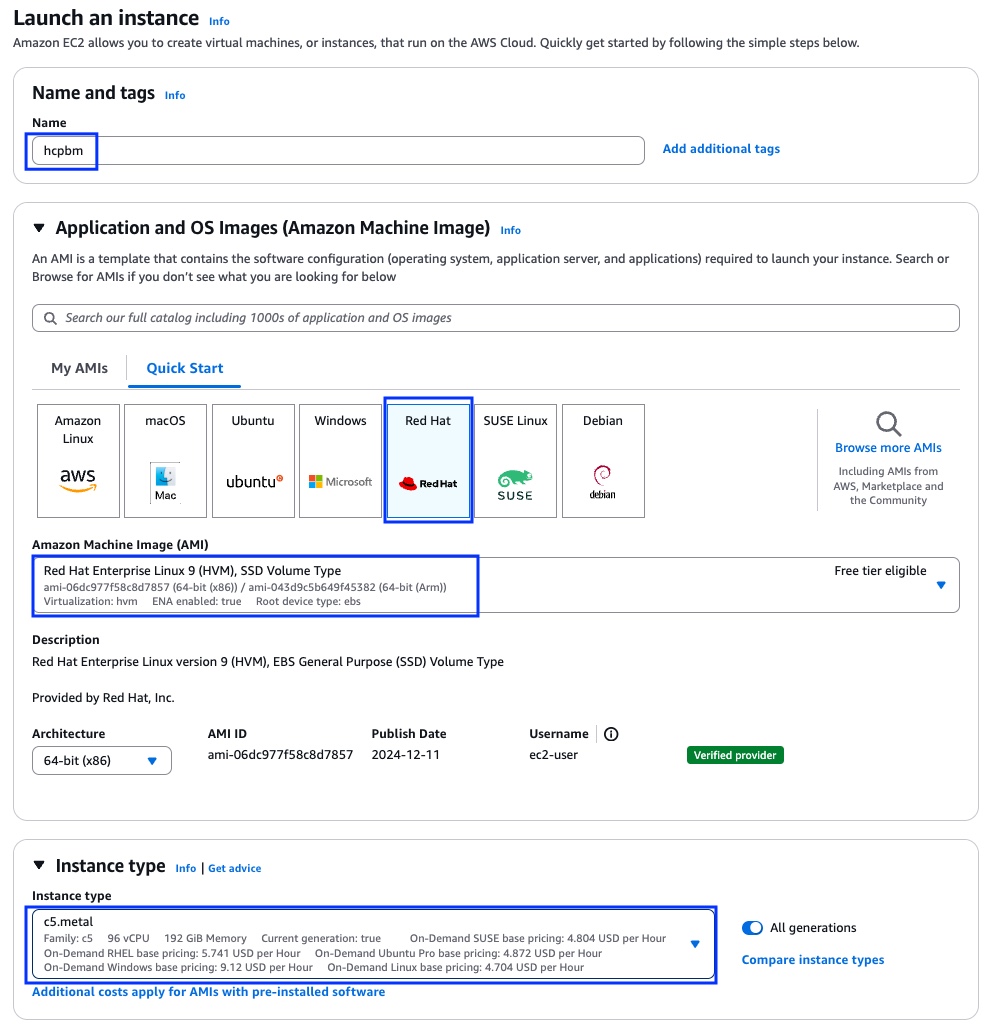 Launch an instance Info
Amazon EC2 allows you to create virtual machines, or instances, that run on the AWS Cloud. Quickly get started by following the simple steps below.
Name and tags Info
Name
hcpbm
Add additional tags
Application and OS Images (Amazon Machine Image) Info
An AMI is a template that contains the software configuration (operating system, application server, and applications) required to launch your instance. Search or
Browse for AMIs if you don’t see what you are looking for below
Search our full catalog including 1000s of application and OS images
My AMIs Quick Start
Amazon
Linux
aws
macOS
Mac
Ubuntu
ubuntu
Windows
Microsoft
Red Hat
Red Hat
SUSE Linux
SUSE
Debian
debian
Browse more AMIs
Including AMIs from
AWS, Marketplace and
the Community
Amazon Machine Image (AMI)
Red Hat Enterprise Linux 9 (HVM), SSD Volume Type
Free tier eligible
ami-06dc977f58c8d7857 (64-bit (x86)) / ami-043d9c5b649f45382 (64-bit (Arm))
Virtualization: hvm ENA enabled: true Root device type: ebs
Description
Red Hat Enterprise Linux version 9 (HVM), EBS General Purpose (SSD) Volume Type
Provided by Red Hat, Inc.
Architecture AMI ID Publish Date Username
64-bit (x86) ami-06dc977f58c8d7857 2024-12-11 ec2-user Verified provider
Instance type Info | Get advice
Instance type
c5.metal
Family: c5 96 vCPU 192 GiB Memory Current generation: true On-Demand SUSE base pricing: 4.804 USD per Hour
On-Demand RHEL base pricing: 5.741 USD per Hour On-Demand Ubuntu Pro base pricing: 4.872 USD per Hour
On-Demand Windows base pricing: 9.12 USD per Hour On-Demand Linux base pricing: 4.704 USD per Hour
All generations
Compare instance types
Additional costs apply for AMIs with pre-installed software